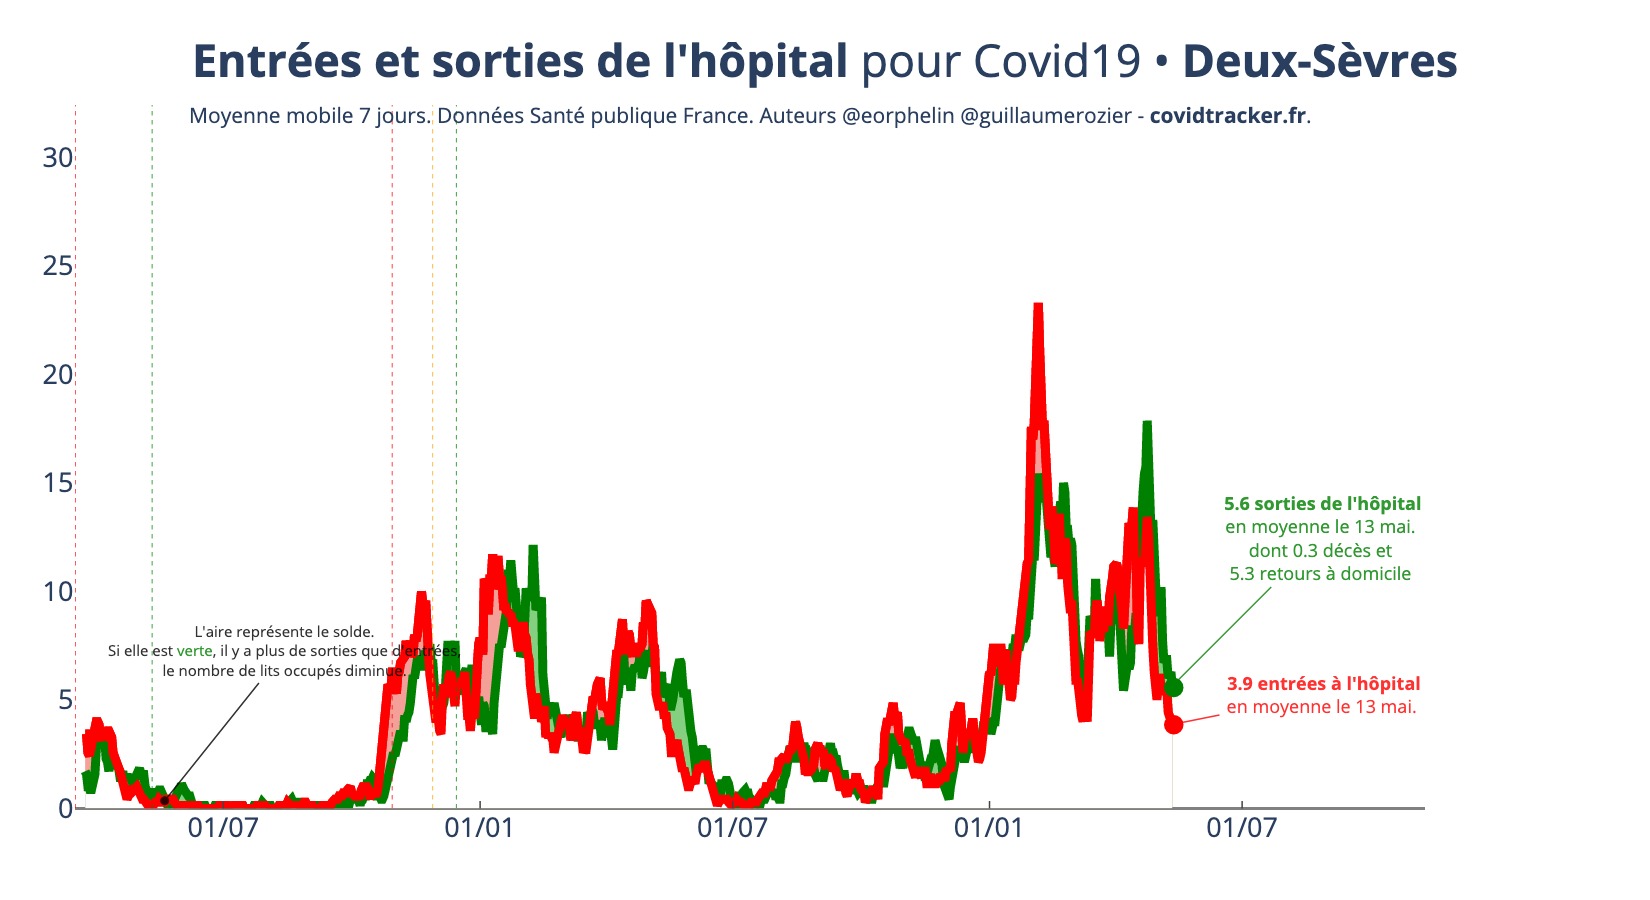 Entrées et sorties de l'hôpital pour Covid19 • Deux-Sèvres
Moyenne mobile 7 jours. Données Santé publique France. Auteurs @eorphelin @guillaumerozier - covidtracker.fr.
30
25
20
15
10
5
0
L'aire représente le solde.
Si elle est verte, il y a plus de sorties que d'entrées,
le nombre de lits occupés diminue.
5.6 sorties de l'hôpital
en moyenne le 13 mai.
dont 0.3 décès et
5.3 retours à domicile
3.9 entrées à l'hôpital
en moyenne le 13 mai.
01/07
01/01
01/07
01/01
01/07